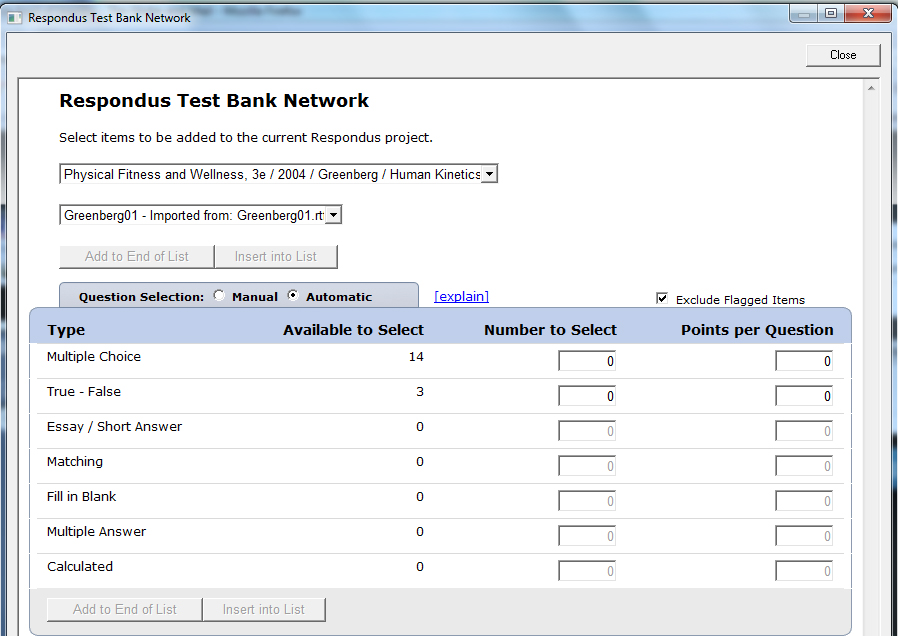 Respondus Test Bank Network
Close
Respondus Test Bank Network
Select items to be added to the current Respondus project.
Physical Fitness and Wellness, 3e / 2004 / Greenberg / Human Kinetics
Greenberg01 - Imported from: Greenberg01.rt
Add to End of List Insert into List
Question Selection: Manual Automatic [explain] Exclude Flagged Items
Type Available to Select Number to Select Points per Question
Multiple Choice 14 0 0
True - False 3 0 0
Essay / Short Answer 0 0 0
Matching 0 0 0
Fill in Blank 0 0 0
Multiple Answer 0 0 0
Calculated 0 0 0
Add to End of List Insert into List